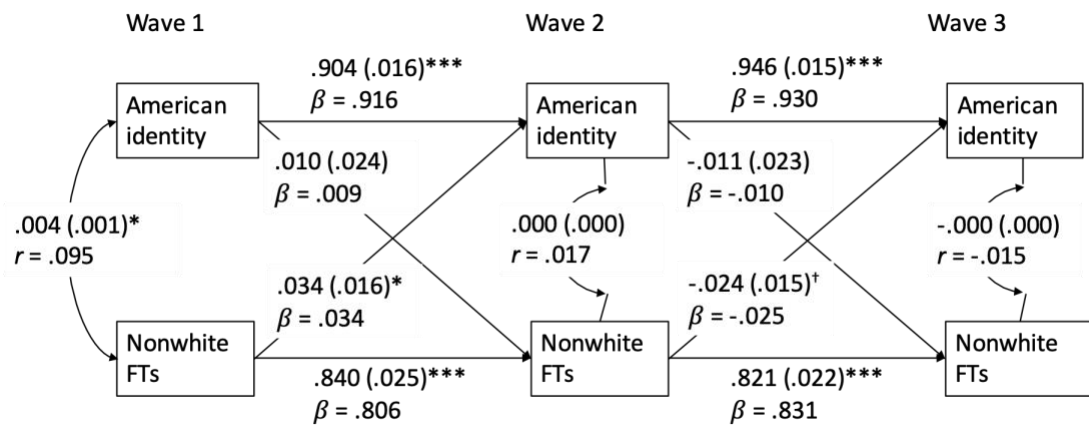 Wave 1
Wave 2
Wave 3
.904 (.016)***
β = .916
.946 (.015)***
β = .930
American
identity
American
identity
American
identity
.010 (.024)
β = .009
-.011 (.023)
β = -.010
.004 (.001)*
r = .095
.000 (.000)
r = .017
-.000 (.000)
r = -.015
.034 (.016)*
β = .034
-.024 (.015)†
β = -.025
Nonwhite
FTs
Nonwhite
FTs
Nonwhite
FTs
.840 (.025)***
β = .806
.821 (.022)***
β = .831